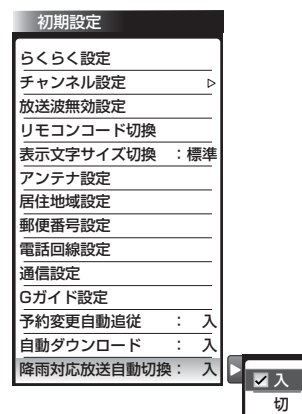 初期設定
らくらく設定
チャンネル設定
放送波無効設定
リモコンコード切換
表示文字サイズ切換 ：標準
アンテナ設定
居住地域設定
郵便番号設定
電話回線設定
通信設定
Gガイド設定
予約変更自動追従 ： 入
自動ダウンロード ： 入
降雨対応放送自動切換： 入
入
切